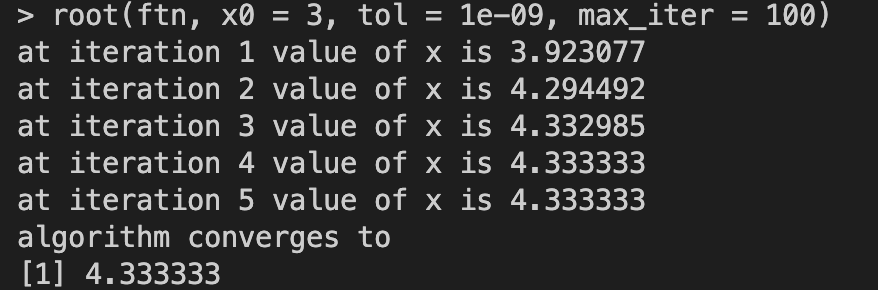 > root(ftn, x0 = 3, tol = 1e-09, max_iter = 100)
at iteration 1 value of x is 3.923077
at iteration 2 value of x is 4.294492
at iteration 3 value of x is 4.332985
at iteration 4 value of x is 4.333333
at iteration 5 value of x is 4.333333
algorithm converges to
[1] 4.333333